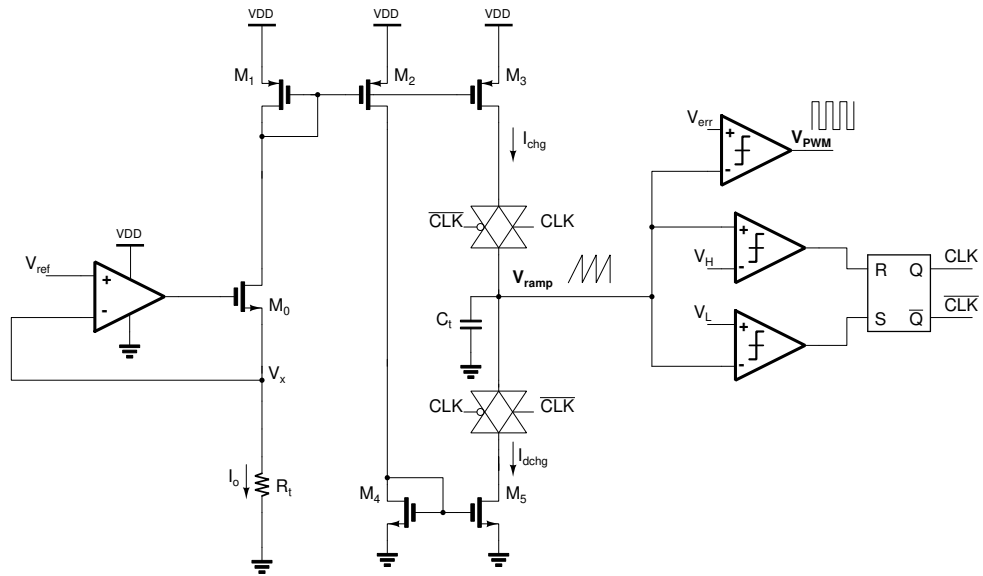 VDD VDD VDD
M1 M2 M3
Ichg
Verr + -
VPWM
CLK CLK
VH + -
R Q CLK
S Q CLK
VL + -
VDD
Vref + -
M0
Vramp
Ct
Vx
CLK CLK
Idchg
Io Rt
M4 M5